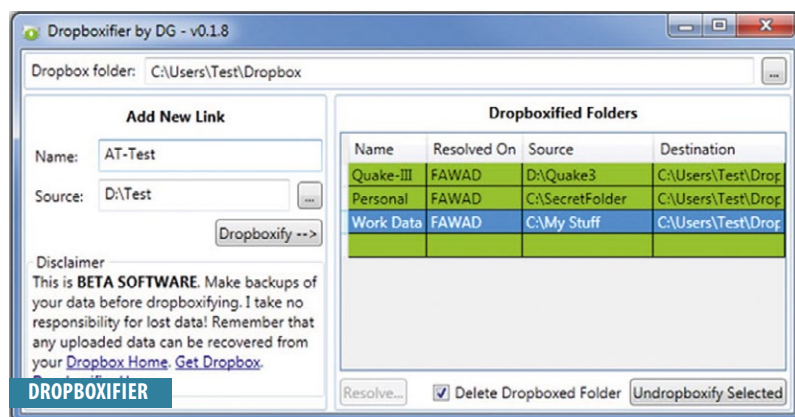 Dropboxifier by DG - v0.1.8
Dropbox folder: C:\Users\Test\Dropbox ...
Add New Link
Name: AT-Test
Source: D:\Test ...
Dropboxify -->
Disclaimer
This is BETA SOFTWARE. Make backups of
your data before dropboxifying. I take no
responsibility for lost data! Remember that
any uploaded data can be recovered from
your Dropbox Home. Get Dropbox.
DROPBOXIFIER
Dropboxified Folders
Name Resolved On Source Destination
Quake-III FAWAD D:\Quake3 C:\Users\Test\Drop
Personal FAWAD C:\SecretFolder C:\Users\Test\Drop
Work Data FAWAD C:\My Stuff C:\Users\Test\Drop
Resolve... Delete Dropboxed Folder Undropboxify Selected